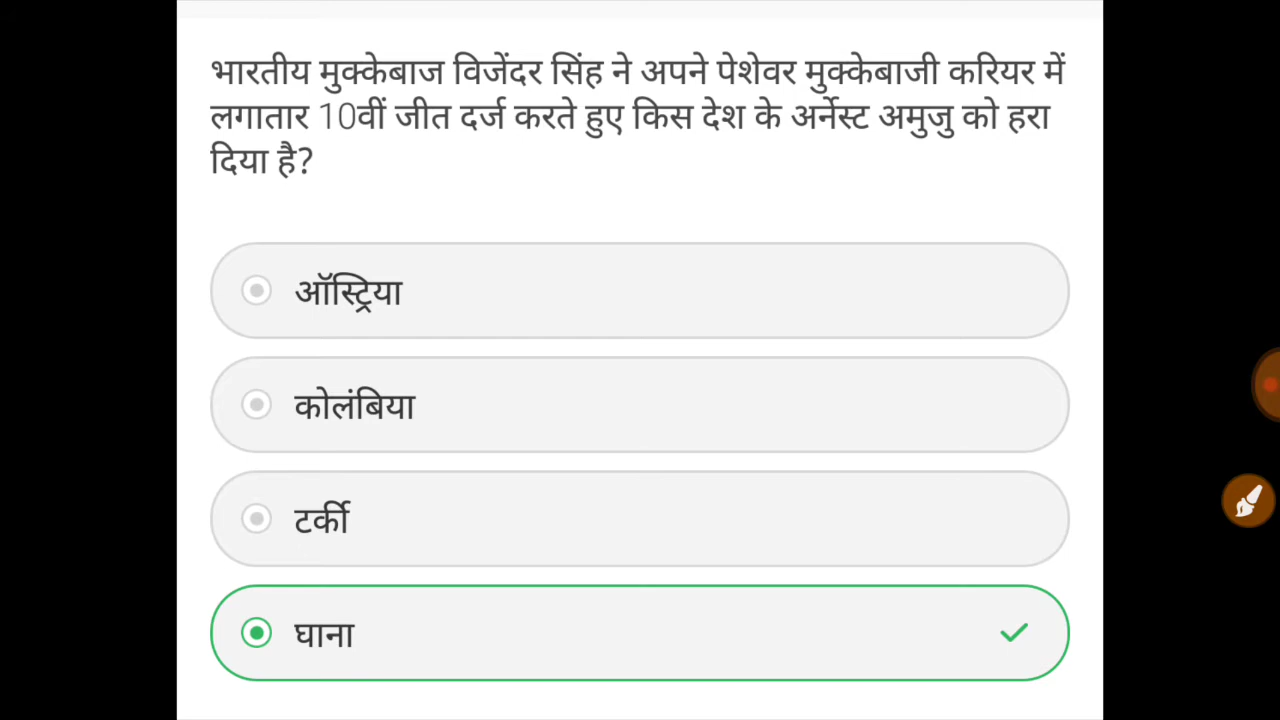 भारतीय मुक्केबाज विजेंदर सिंह ने अपने पेशेवर मुक्केबाजी करियर में
लगातार 10वीं जीत दर्ज करते हुए किस देश के अर्नेस्ट अमुजु को हरा
दिया है?
ऑस्ट्रिया
कोलंबिया
टर्की
घाना